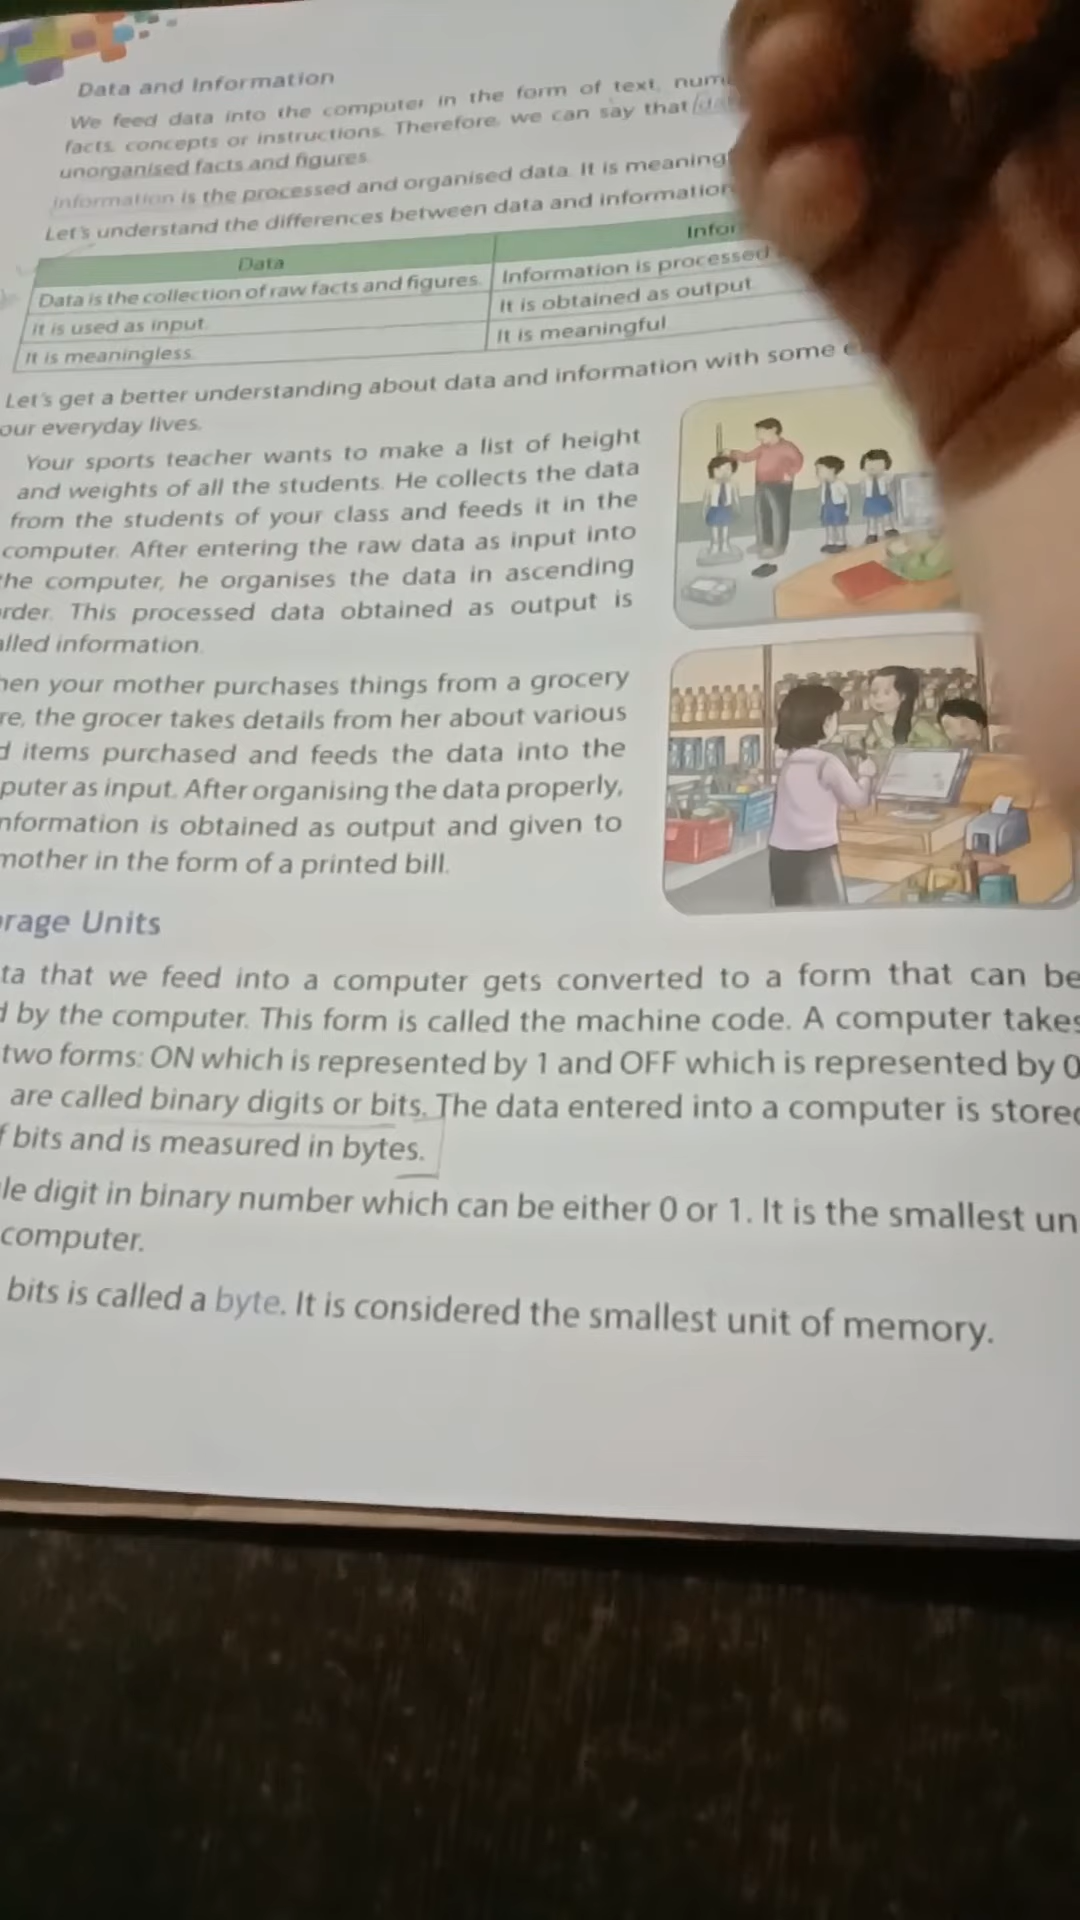 Data and Information
We feed data into the computer in the form of text,
facts, concepts or instructions. Therefore, we can say that
unorganised facts and figures.
Information is the processed and organised data. It is
Let's understand the differences between data and information
Data
Data is the collection of raw facts and figures. Information is processed
It is used as input. It is obtained as output.
It is meaningless. It is meaningful.
Let's get a better understanding about data and information with some
our everyday lives.
Your sports teacher wants to make a list of height
and weights of all the students. He collects the data
from the students of your class and feeds it in the
computer. After entering the raw data as input into
the computer, he organises the data in ascending
order. This processed data obtained as output is
called information.
your mother purchases things from a grocery
the grocer takes details from her about various
items purchased and feeds the data into the
as input. After organising the data properly,
information is obtained as output and given to
mother in the form of a printed bill.
Units
that we feed into a computer gets converted to a form that can be
by the computer. This form is called the machine code. A computer takes
two forms: ON which is represented by 1 and OFF which is represented by 0
are called binary digits or bits. The data entered into a computer is stored
bits and is measured in bytes.
digit in binary number which can be either 0 or 1. It is the smallest
computer.
bits is called a byte. It is considered the smallest unit of memory.